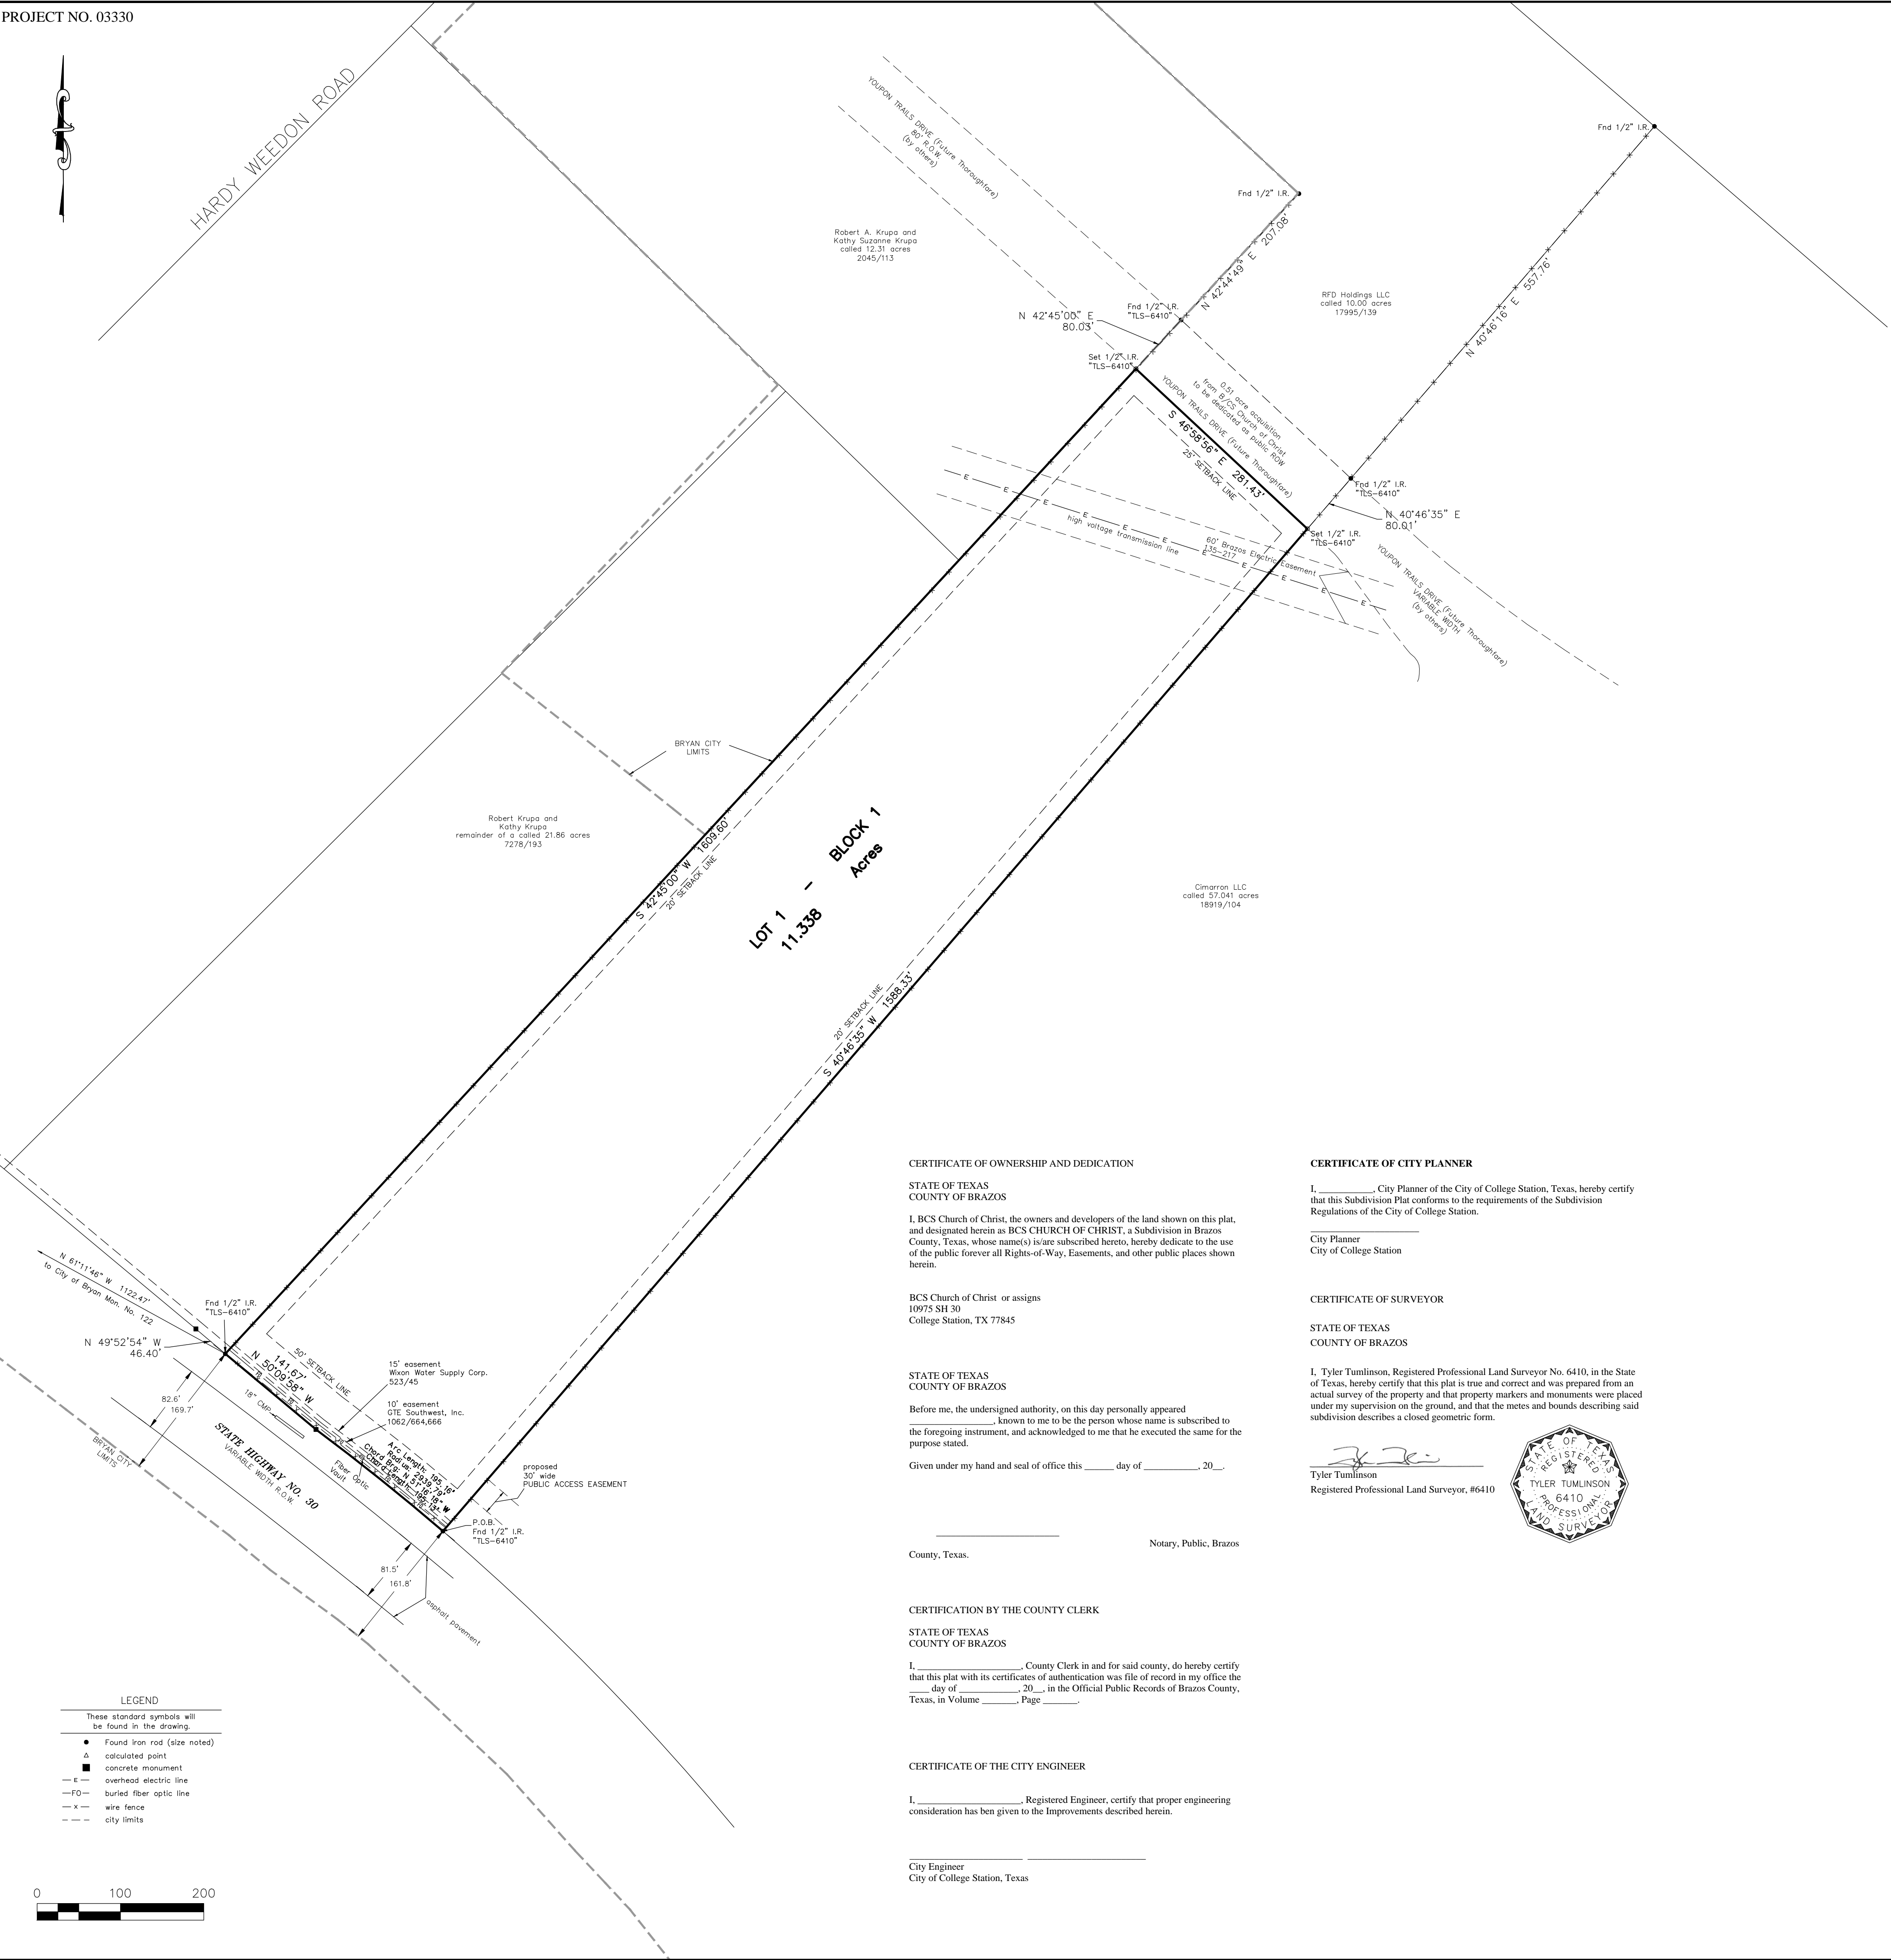 PROJECT NO. 03330
HARDY WEEDON ROAD
YOUPON TRAILS DRIVE (Future Thoroughfare)
80' R.O.W.
(by others)
Fnd 1/2" I.R.
Fnd 1/2" I.R.
Robert A. Krupa and
Kathy Suzanne Krupa
called 12.31 acres
2045/113
N 42°44'49" E 207.08'
RFD Holdings LLC
called 10.00 acres
17995/139
N 40°46'16" E 557.76'
Fnd 1/2" I.R.
"TLS-6410"
N 42°45'00" E
80.03'
Set 1/2" I.R.
"TLS-6410"
0.51 acre acquisition
from B/CS Church of Christ
to be dedicated as public ROW
YOUPON TRAILS DRIVE (Future Thoroughfare)
S 46°58'56" E 281.43'
25' SETBACK LINE
Fnd 1/2" I.R.
"TLS-6410"
N 40°46'35" E
80.01'
Set 1/2" I.R.
"TLS-6410"
E E E E E E E E E E E
high voltage transmission line
60' Brazos Electric Easement
135-217
YOUPON TRAILS DRIVE (Future Thoroughfare)
VARIABLE WIDTH
(by others)
BRYAN CITY
LIMITS
Robert Krupa and
Kathy Krupa
remainder of a called 21.86 acres
7278/193
S 42°45'00" W 1609.60'
20' SETBACK LINE
LOT 1 - BLOCK 1
11.338 Acres
Cimarron LLC
called 57.041 acres
18919/104
20' SETBACK LINE
S 40°46'35" W 1588.33'
N 61°11'46" W 1122.47'
to City of Bryan Mon. No. 122
Fnd 1/2" I.R.
"TLS-6410"
N 49°52'54" W
46.40'
50' SETBACK LINE
141.67'
N 50°09'58" W
15' easement
Wixon Water Supply Corp.
523/45
10' easement
GTE Southwest, Inc.
1062/664,666
82.6'
169.7'
18"
CMP
STATE HIGHWAY NO. 30
VARIABLE WIDTH R.O.W.
BRYAN CITY
LIMITS
Fiber Optic
Vault
Arc Length: 195.16'
Radius: 2939.79'
Chord Brg: N 51°16'18" W
Chord Length: 195.13'
proposed
30' wide
PUBLIC ACCESS EASEMENT
P.O.B.
Fnd 1/2" I.R.
"TLS-6410"
81.5'
161.8'
asphalt pavement
LEGEND
These standard symbols will
be found in the drawing.
Found iron rod (size noted)
calculated point
concrete monument
E overhead electric line
FO buried fiber optic line
x wire fence
city limits
0 100 200
CERTIFICATE OF OWNERSHIP AND DEDICATION
STATE OF TEXAS
COUNTY OF BRAZOS
I, BCS Church of Christ, the owners and developers of the land shown on this plat,
and designated herein as BCS CHURCH OF CHRIST, a Subdivision in Brazos
County, Texas, whose name(s) is/are subscribed hereto, hereby dedicate to the use
of the public forever all Rights-of-Way, Easements, and other public places shown
herein.
BCS Church of Christ or assigns
10975 SH 30
College Station, TX 77845
STATE OF TEXAS
COUNTY OF BRAZOS
Before me, the undersigned authority, on this day personally appeared
_________________, known to me to be the person whose name is subscribed to
the foregoing instrument, and acknowledged to me that he executed the same for the
purpose stated.
Given under my hand and seal of office this ______ day of ___________, 20__.
Notary, Public, Brazos
County, Texas.
CERTIFICATION BY THE COUNTY CLERK
STATE OF TEXAS
COUNTY OF BRAZOS
I, _____________________, County Clerk in and for said county, do hereby certify
that this plat with its certificates of authentication was file of record in my office the
____ day of ____________, 20__, in the Official Public Records of Brazos County,
Texas, in Volume _______, Page _______.
CERTIFICATE OF THE CITY ENGINEER
I, _____________________, Registered Engineer, certify that proper engineering
consideration has ben given to the Improvements described herein.
City Engineer
City of College Station, Texas
CERTIFICATE OF CITY PLANNER
I, ___________, City Planner of the City of College Station, Texas, hereby certify
that this Subdivision Plat conforms to the requirements of the Subdivision
Regulations of the City of College Station.
City Planner
City of College Station
CERTIFICATE OF SURVEYOR
STATE OF TEXAS
COUNTY OF BRAZOS
I, Tyler Tumlinson, Registered Professional Land Surveyor No. 6410, in the State
of Texas, hereby certify that this plat is true and correct and was prepared from an
actual survey of the property and that property markers and monuments were placed
under my supervision on the ground, and that the metes and bounds describing said
subdivision describes a closed geometric form.
Tyler Tumlinson
Registered Professional Land Surveyor, #6410
STATE OF TEXAS
REGISTERED
TYLER TUMLINSON
6410
PROFESSIONAL
LAND SURVEYOR